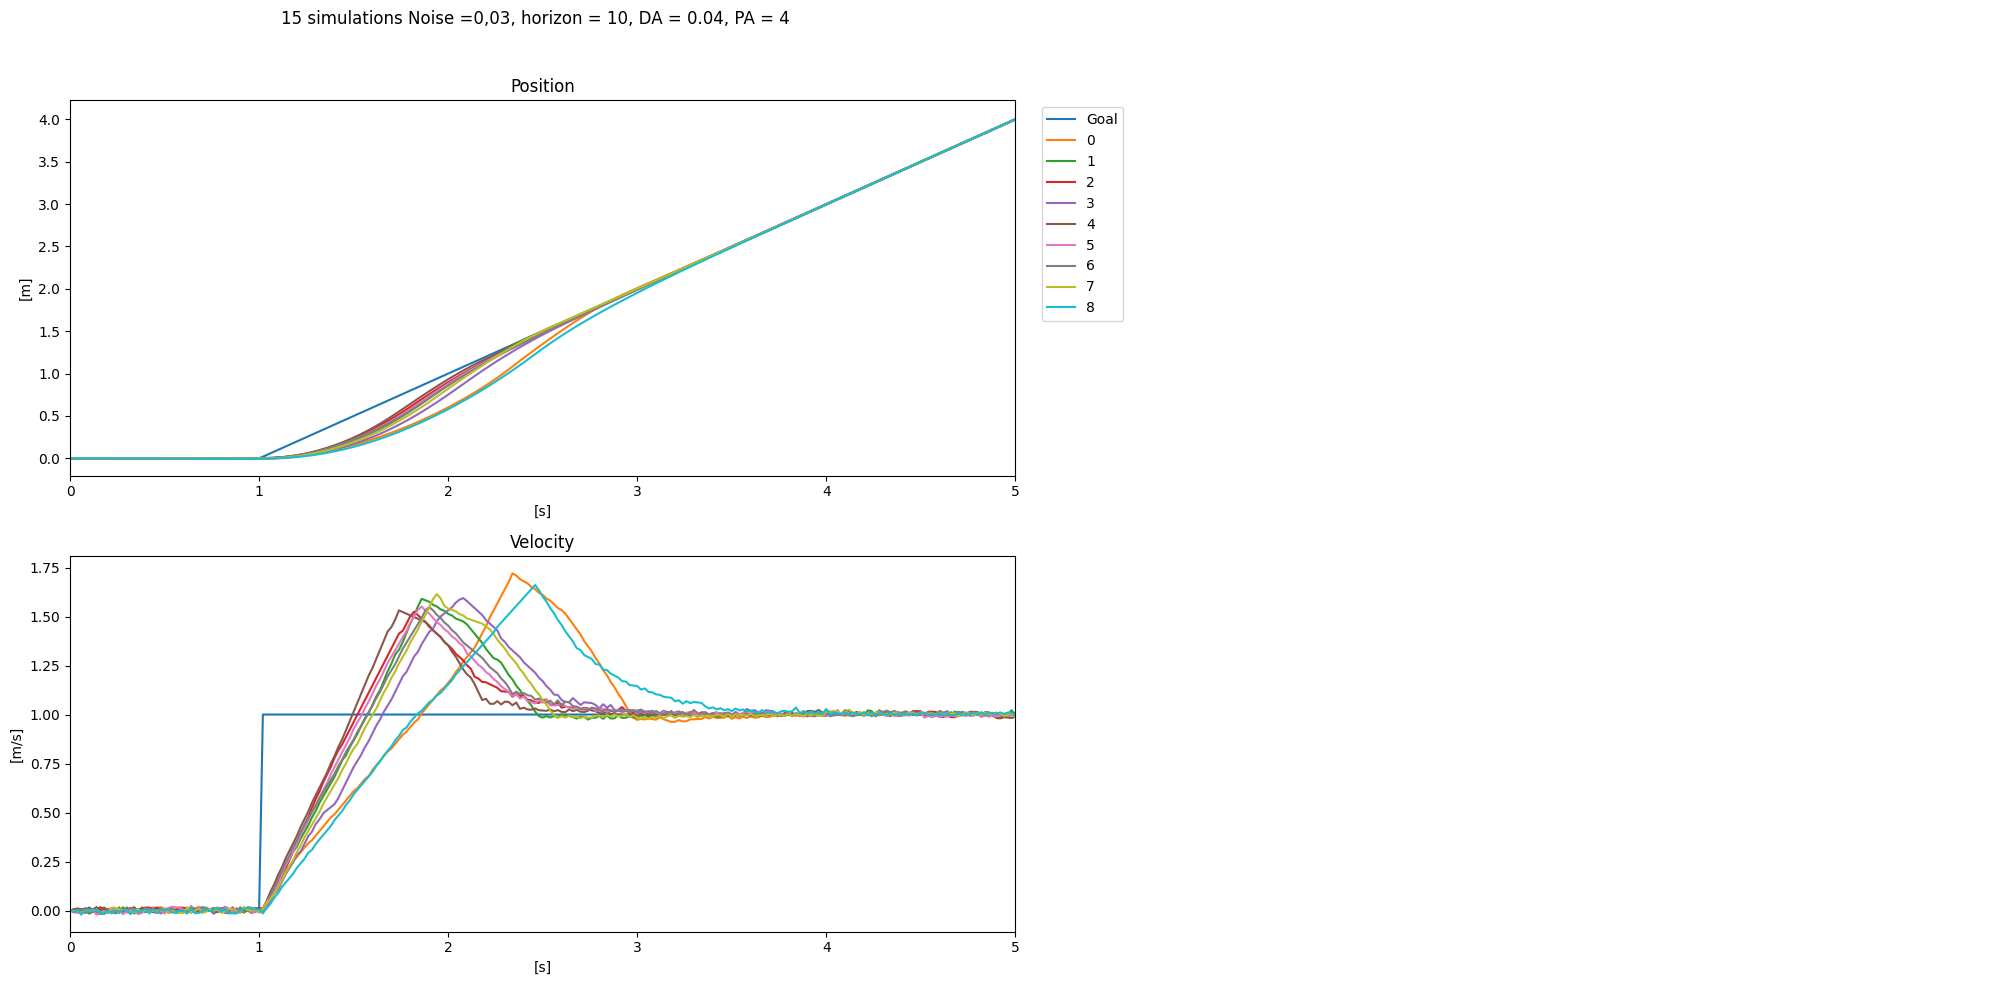 15 simulations Noise =0,03, horizon = 10, DA = 0.04, PA = 4
Position
4.0
3.5
3.0
2.5
2.0
1.5
1.0
0.5
0.0
[m]
0 1 2 3 4 5
[s]
Goal
0
1
2
3
4
5
6
7
8
Velocity
1.75
1.50
1.25
1.00
0.75
0.50
0.25
0.00
[m/s]
0 1 2 3 4 5
[s]